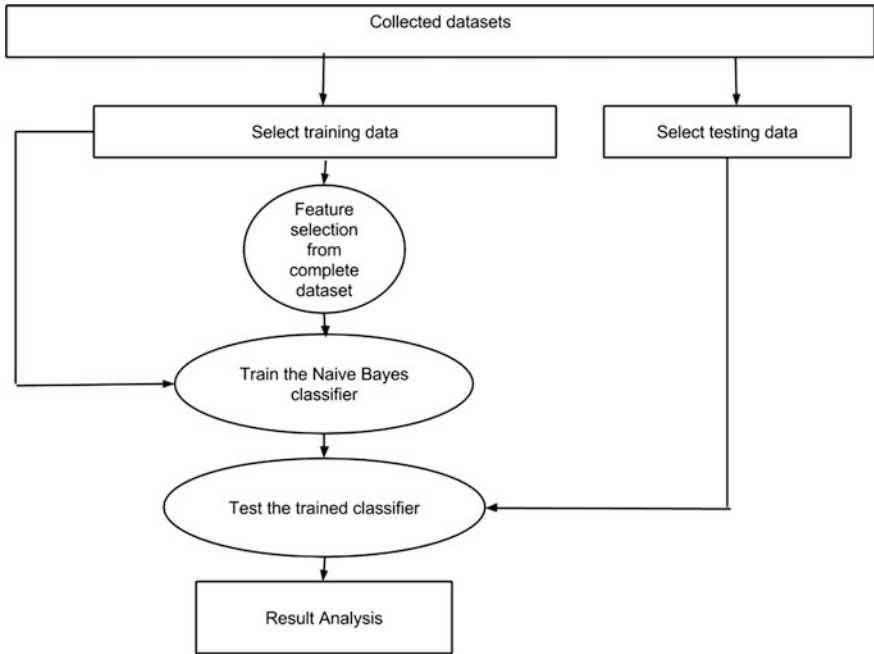 Collected datasets
Select training data
Select testing data
Feature
selection
from
complete
dataset
Train the Naive Bayes
classifier
Test the trained classifier
Result Analysis